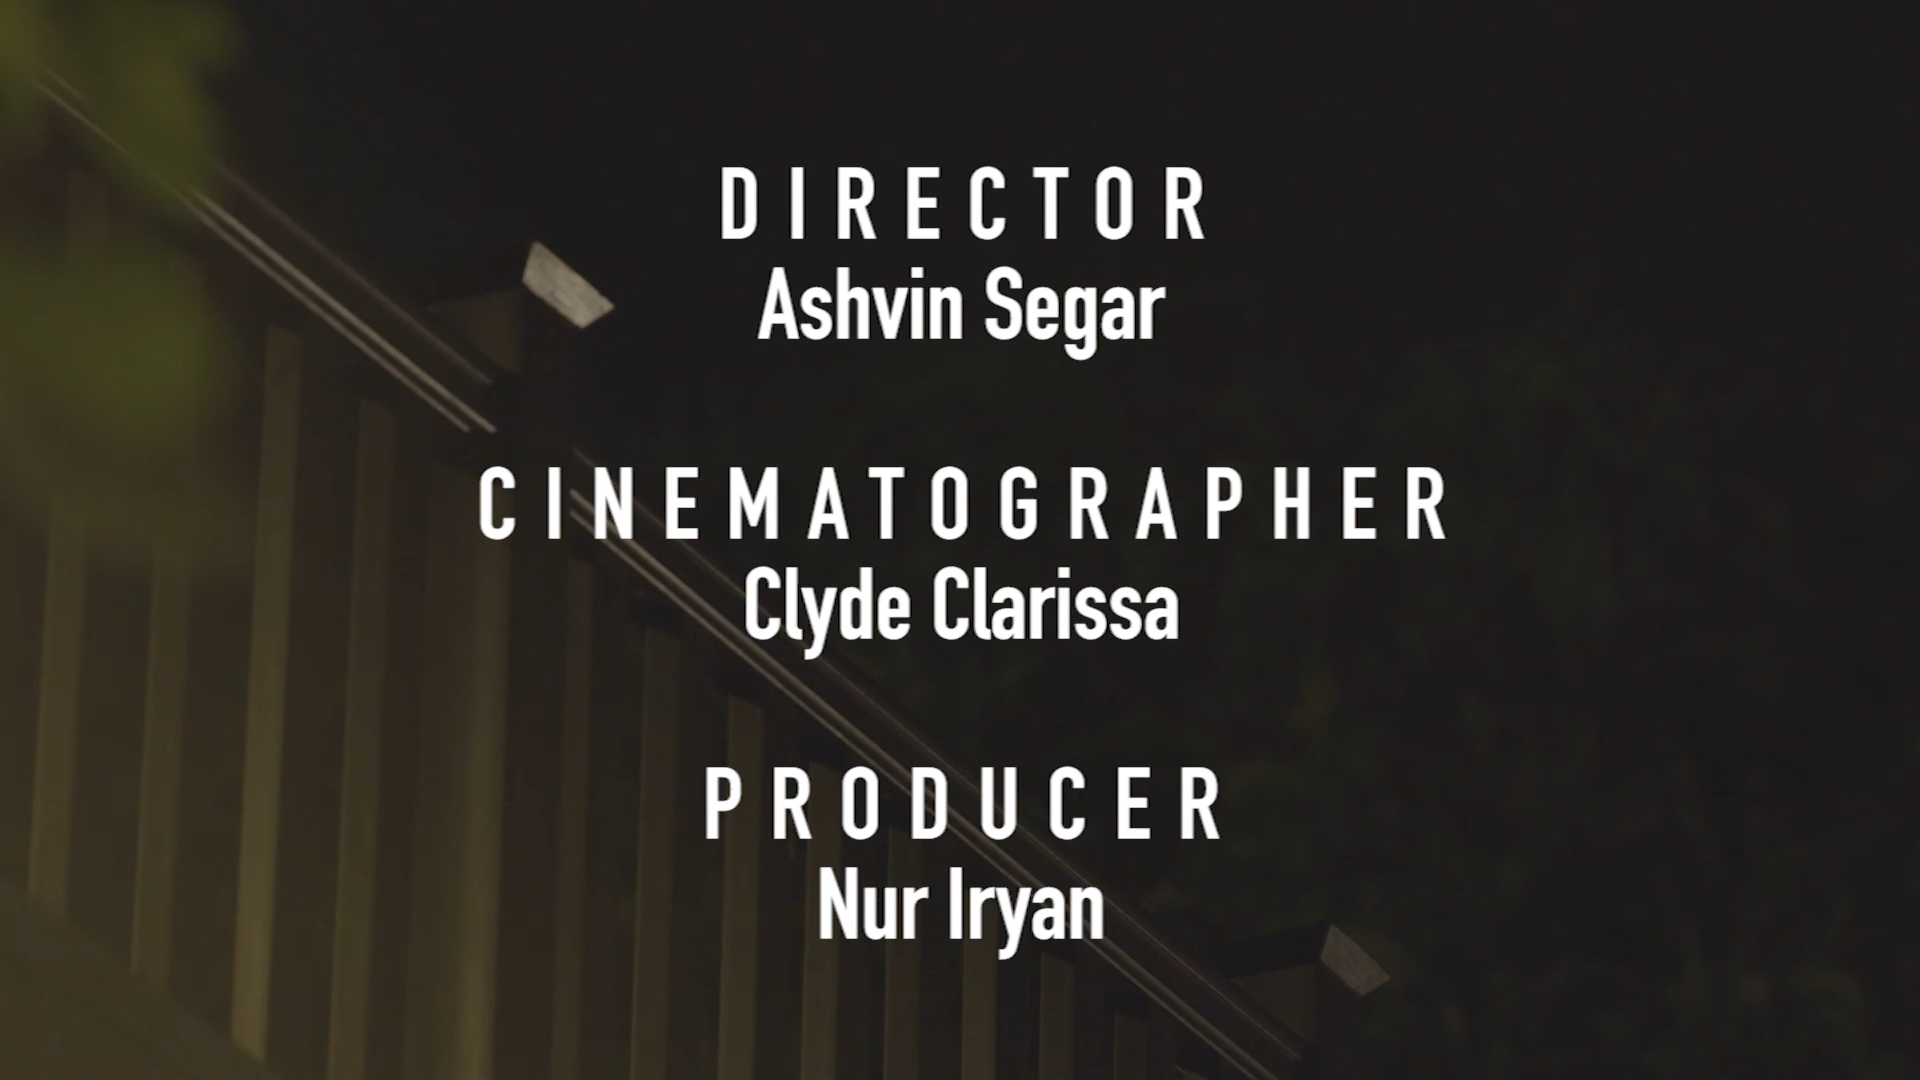 DIRECTOR
Ashvin Segar
CINEMATOGRAPHER
Clyde Clarissa
PRODUCER
Nur Iryan